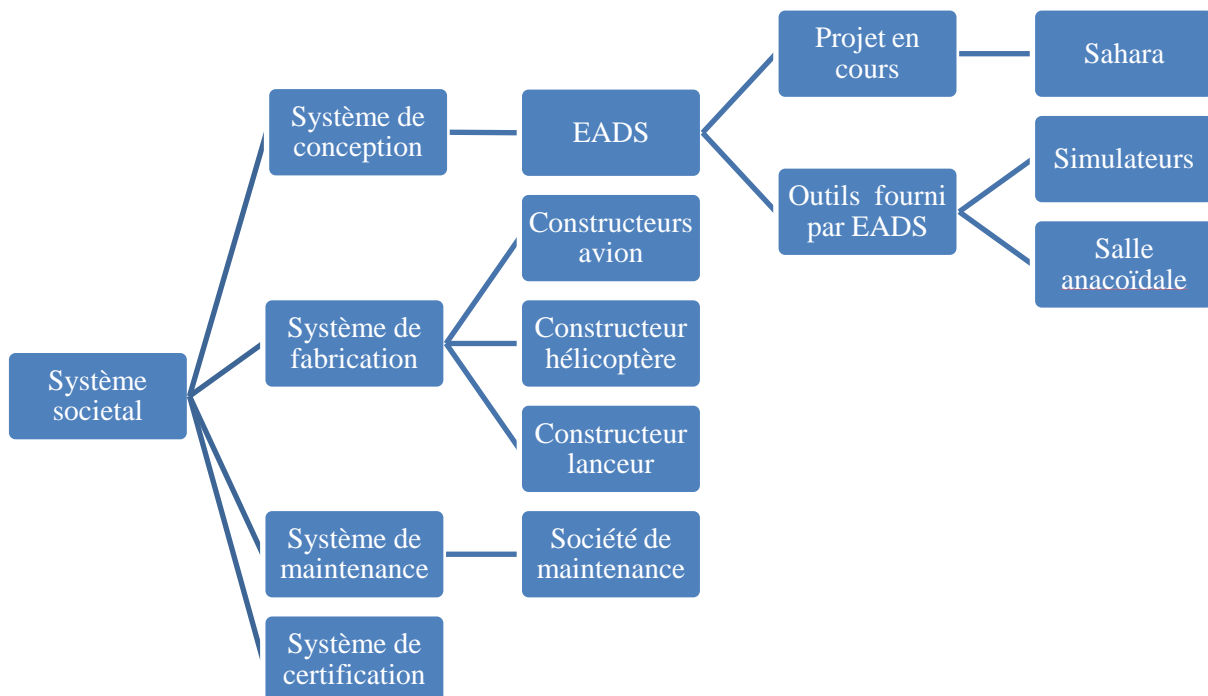 Système
societal
Système de
conception
EADS
Projet en
cours
Sahara
Outils fourni
par EADS
Simulateurs
Salle
anacoïdale
Système de
fabrication
Constructeurs
avion
Constructeur
hélicoptère
Constructeur
lanceur
Système de
maintenance
Société de
maintenance
Système de
certification